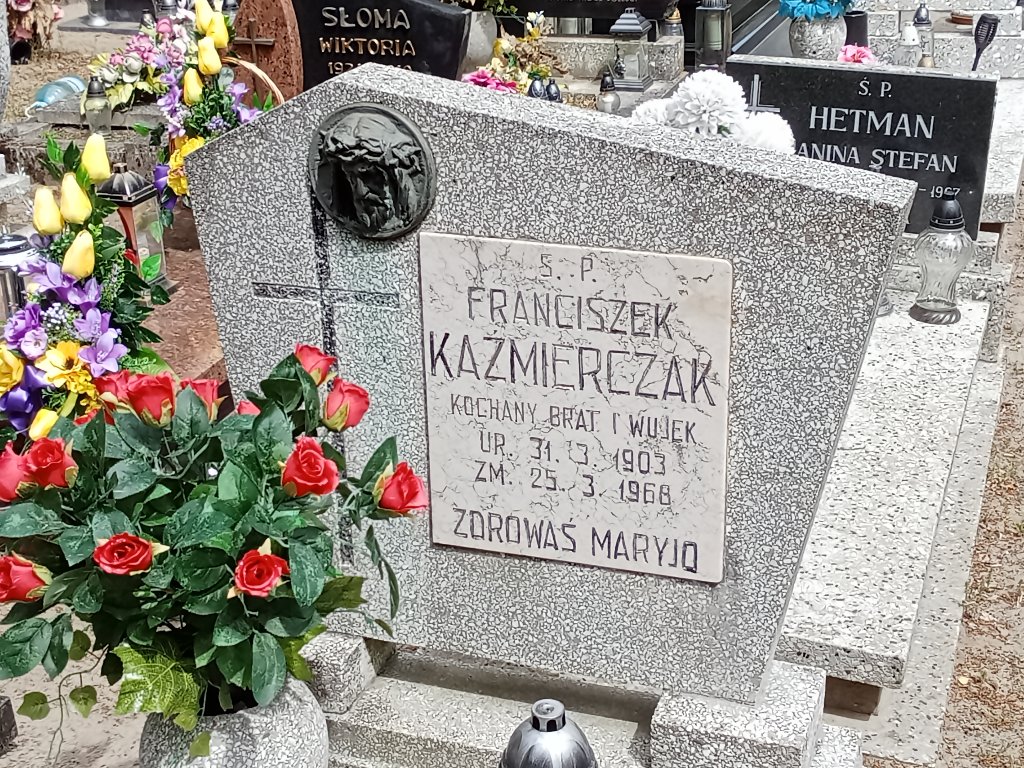 SŁOMA
WIKTORIA
Ś. P.
HETMAN
ANINA STEFAN
1967
Ś. P.
FRANCISZEK
KAŹMIERCZAK
KOCHANY BRAT I WUJEK
UR. 31. 3. 1903
ZM. 25. 3. 1968
ZDROWAŚ MARYJO